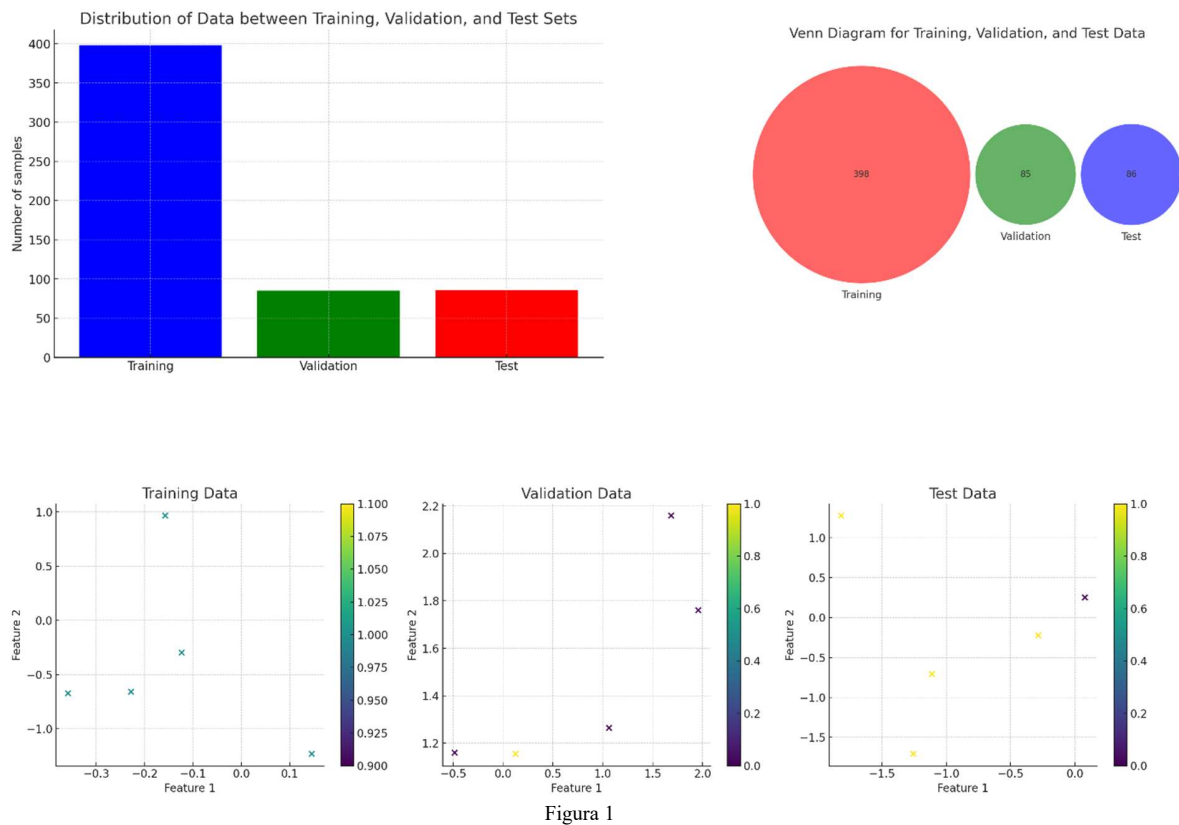 Distribution of Data between Training, Validation, and Test Sets
Number of samples
400
350
300
250
200
150
100
50
0
Training Validation Test
Venn Diagram for Training, Validation, and Test Data
398 85 86
Validation Test
Training
Training Data
Feature 2
1.0
0.5
0.0
−0.5
−1.0
−0.3 −0.2 −0.1 0.0 0.1
Feature 1
1.100
1.075
1.050
1.025
1.000
0.975
0.950
0.925
0.900
Validation Data
Feature 2
2.2
2.0
1.8
1.6
1.4
1.2
−0.5 0.0 0.5 1.0 1.5 2.0
Feature 1
1.0
0.8
0.6
0.4
0.2
0.0
Test Data
Feature 2
1.0
0.5
0.0
−0.5
−1.0
−1.5
−1.5 −1.0 −0.5 0.0
Feature 1
1.0
0.8
0.6
0.4
0.2
0.0
Figura 1